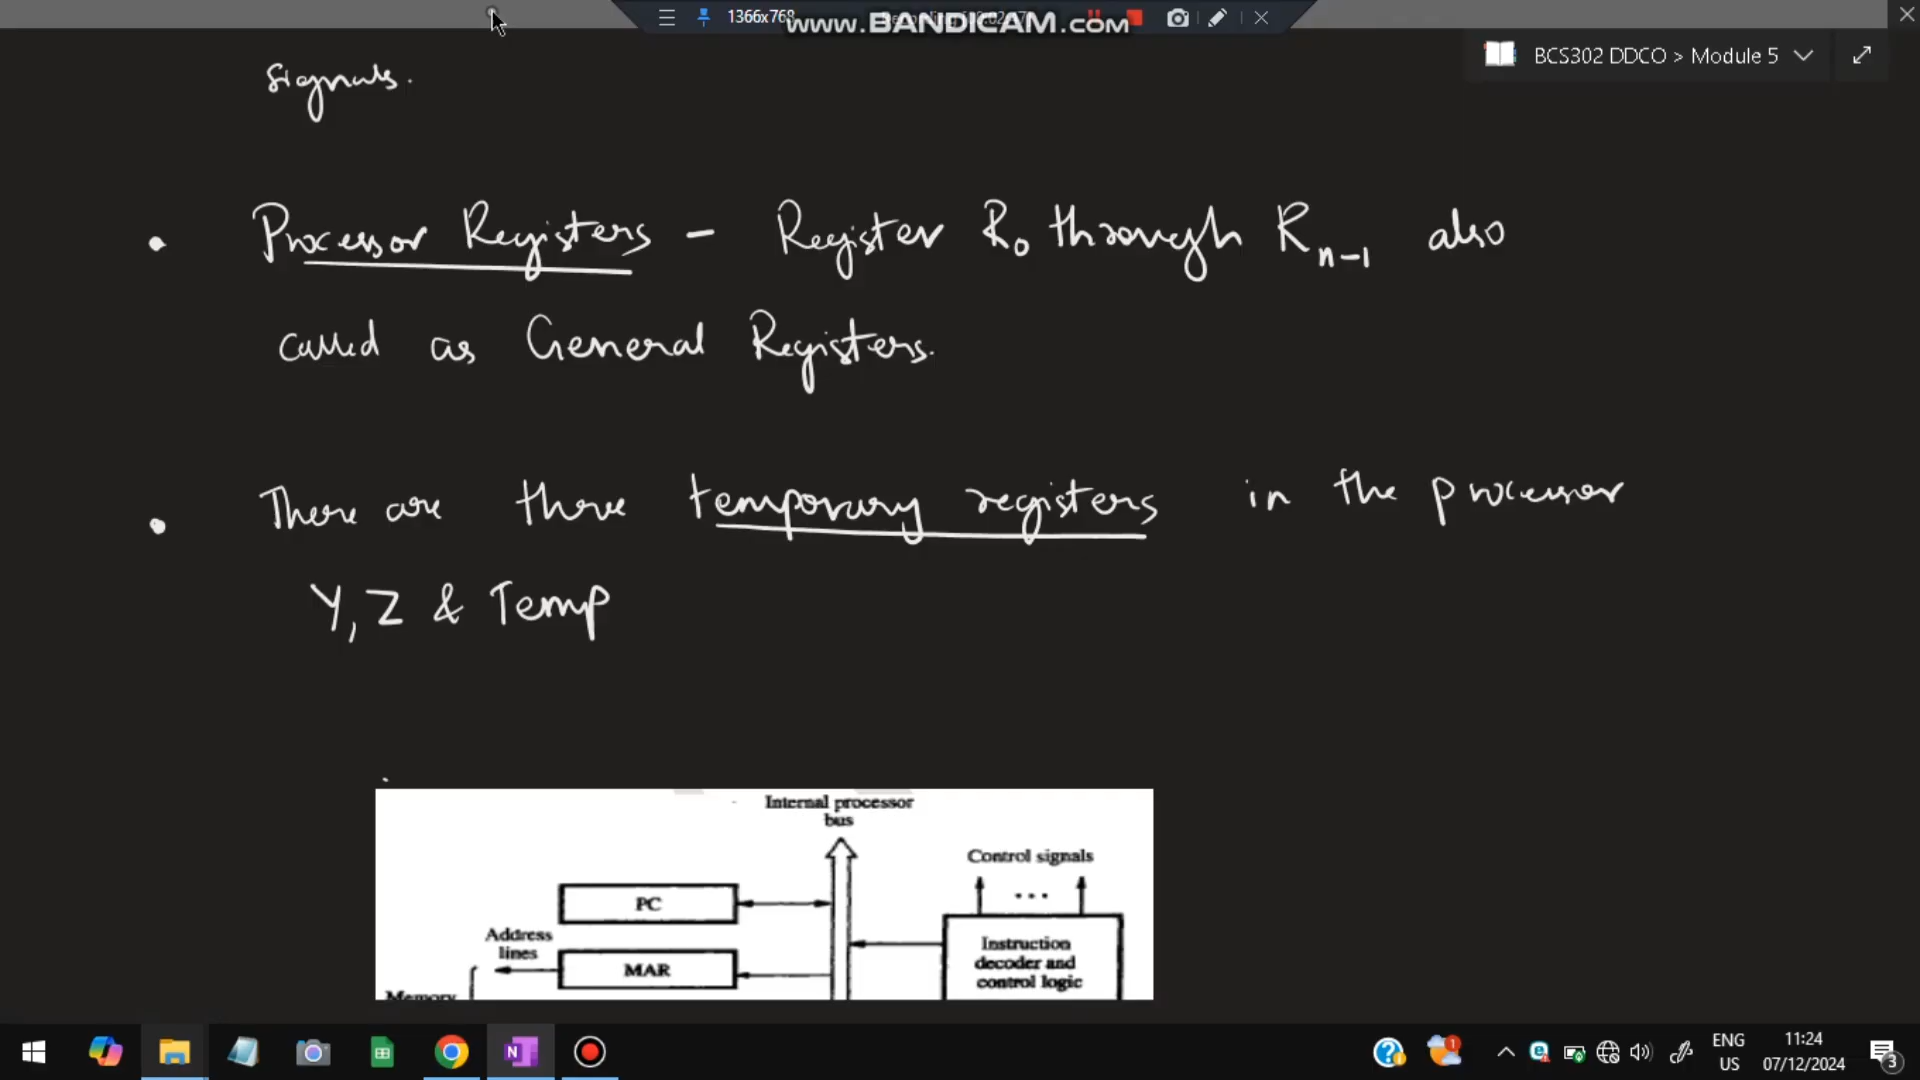 1366x768
www.BANDICAM.com
BCS302 DDCO > Module 5
signals.
• Processor Registers - Register R0 through Rn-1 also
called as General Registers.
• There are three temporary registers in the processor
Y, Z & Temp
Internal processor
bus
Control signals
...
PC
Address
lines
Instruction
decoder and
control logic
MAR
Memory
ENG
US
11:24
07/12/2024